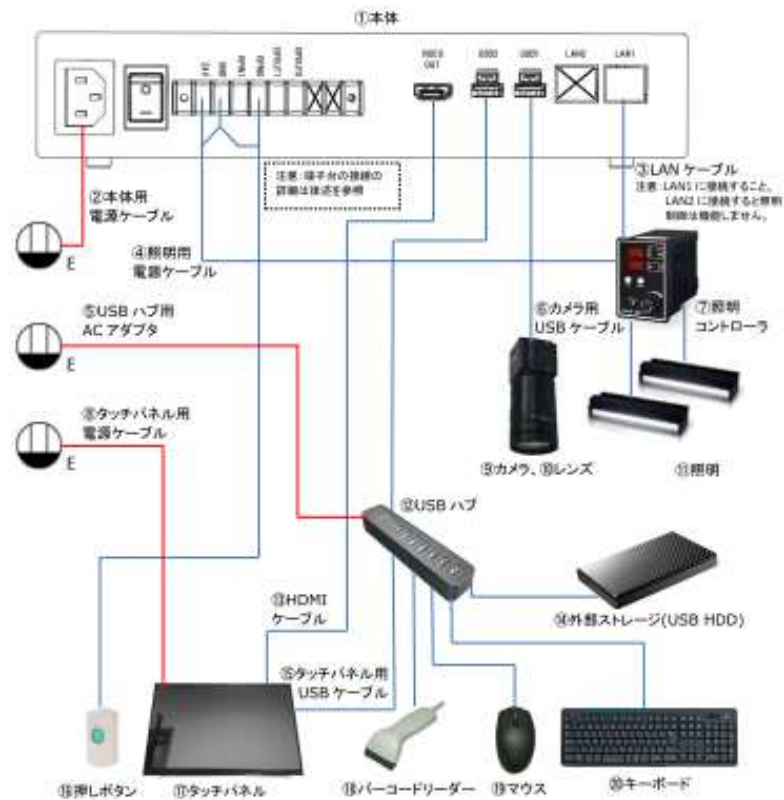 ①本体
VIDEO
OUT
USB2
USB1
LAN2
LAN1
24V
GND
注意:端子台の接線の
詳細は後述を参照
②本体用
電源ケーブル
③LAN ケーブル
注意:LAN1 に接続すること。
LAN2 に接続すると照明
制御は機能しません。
E
④照明用
電源ケーブル
⑤USB ハブ用
AC アダプタ
E
⑥カメラ用
USB ケーブル
⑦照明
コントローラ
⑧タッチパネル用
電源ケーブル
E
⑨カメラ、⑩レンズ
⑪照明
⑫USB ハブ
⑬HDMI
ケーブル
⑭外部ストレージ(USB HDD)
⑮タッチパネル用
USB ケーブル
⑯押しボタン
⑰タッチパネル
⑱バーコードリーダー
⑲マウス
⑳キーボード